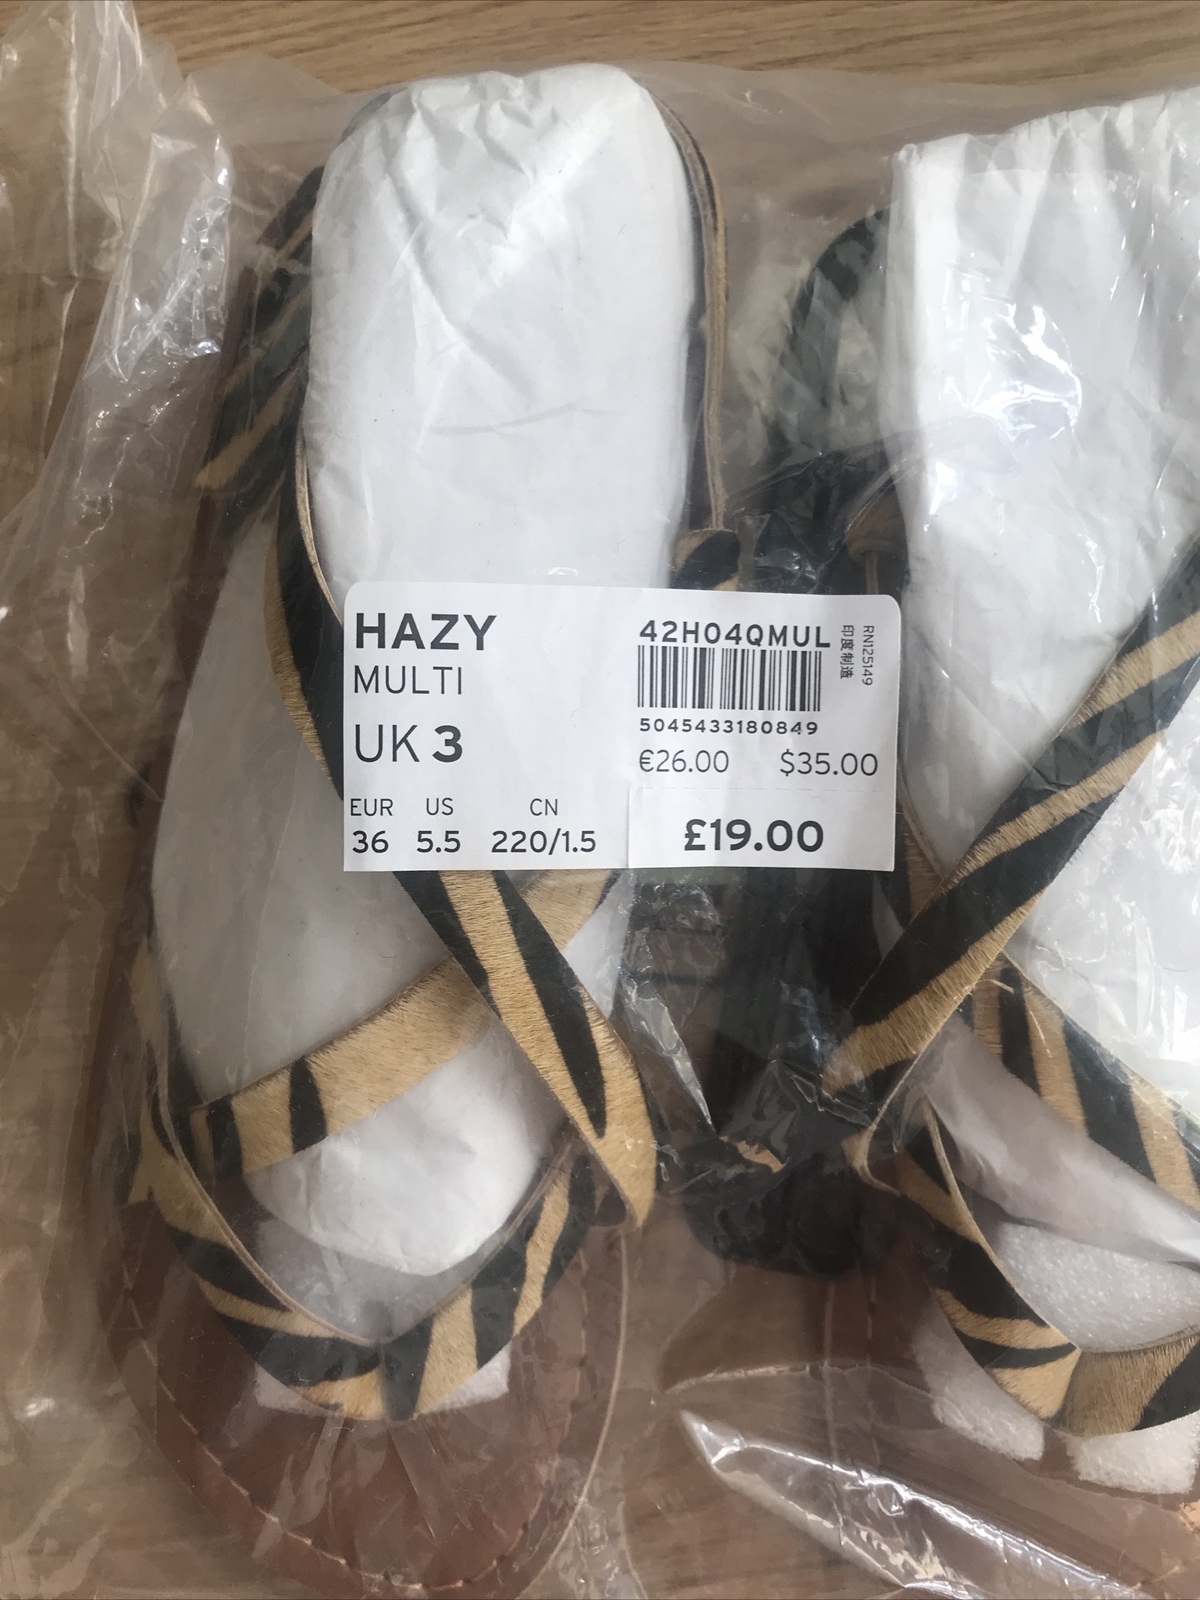 HAZY
MULTI
UK 3
EUR US CN
36 5.5 220/1.5
42H04QMUL
5045433180849
€26.00 $35.00
£19.00
印度制造
RN125149